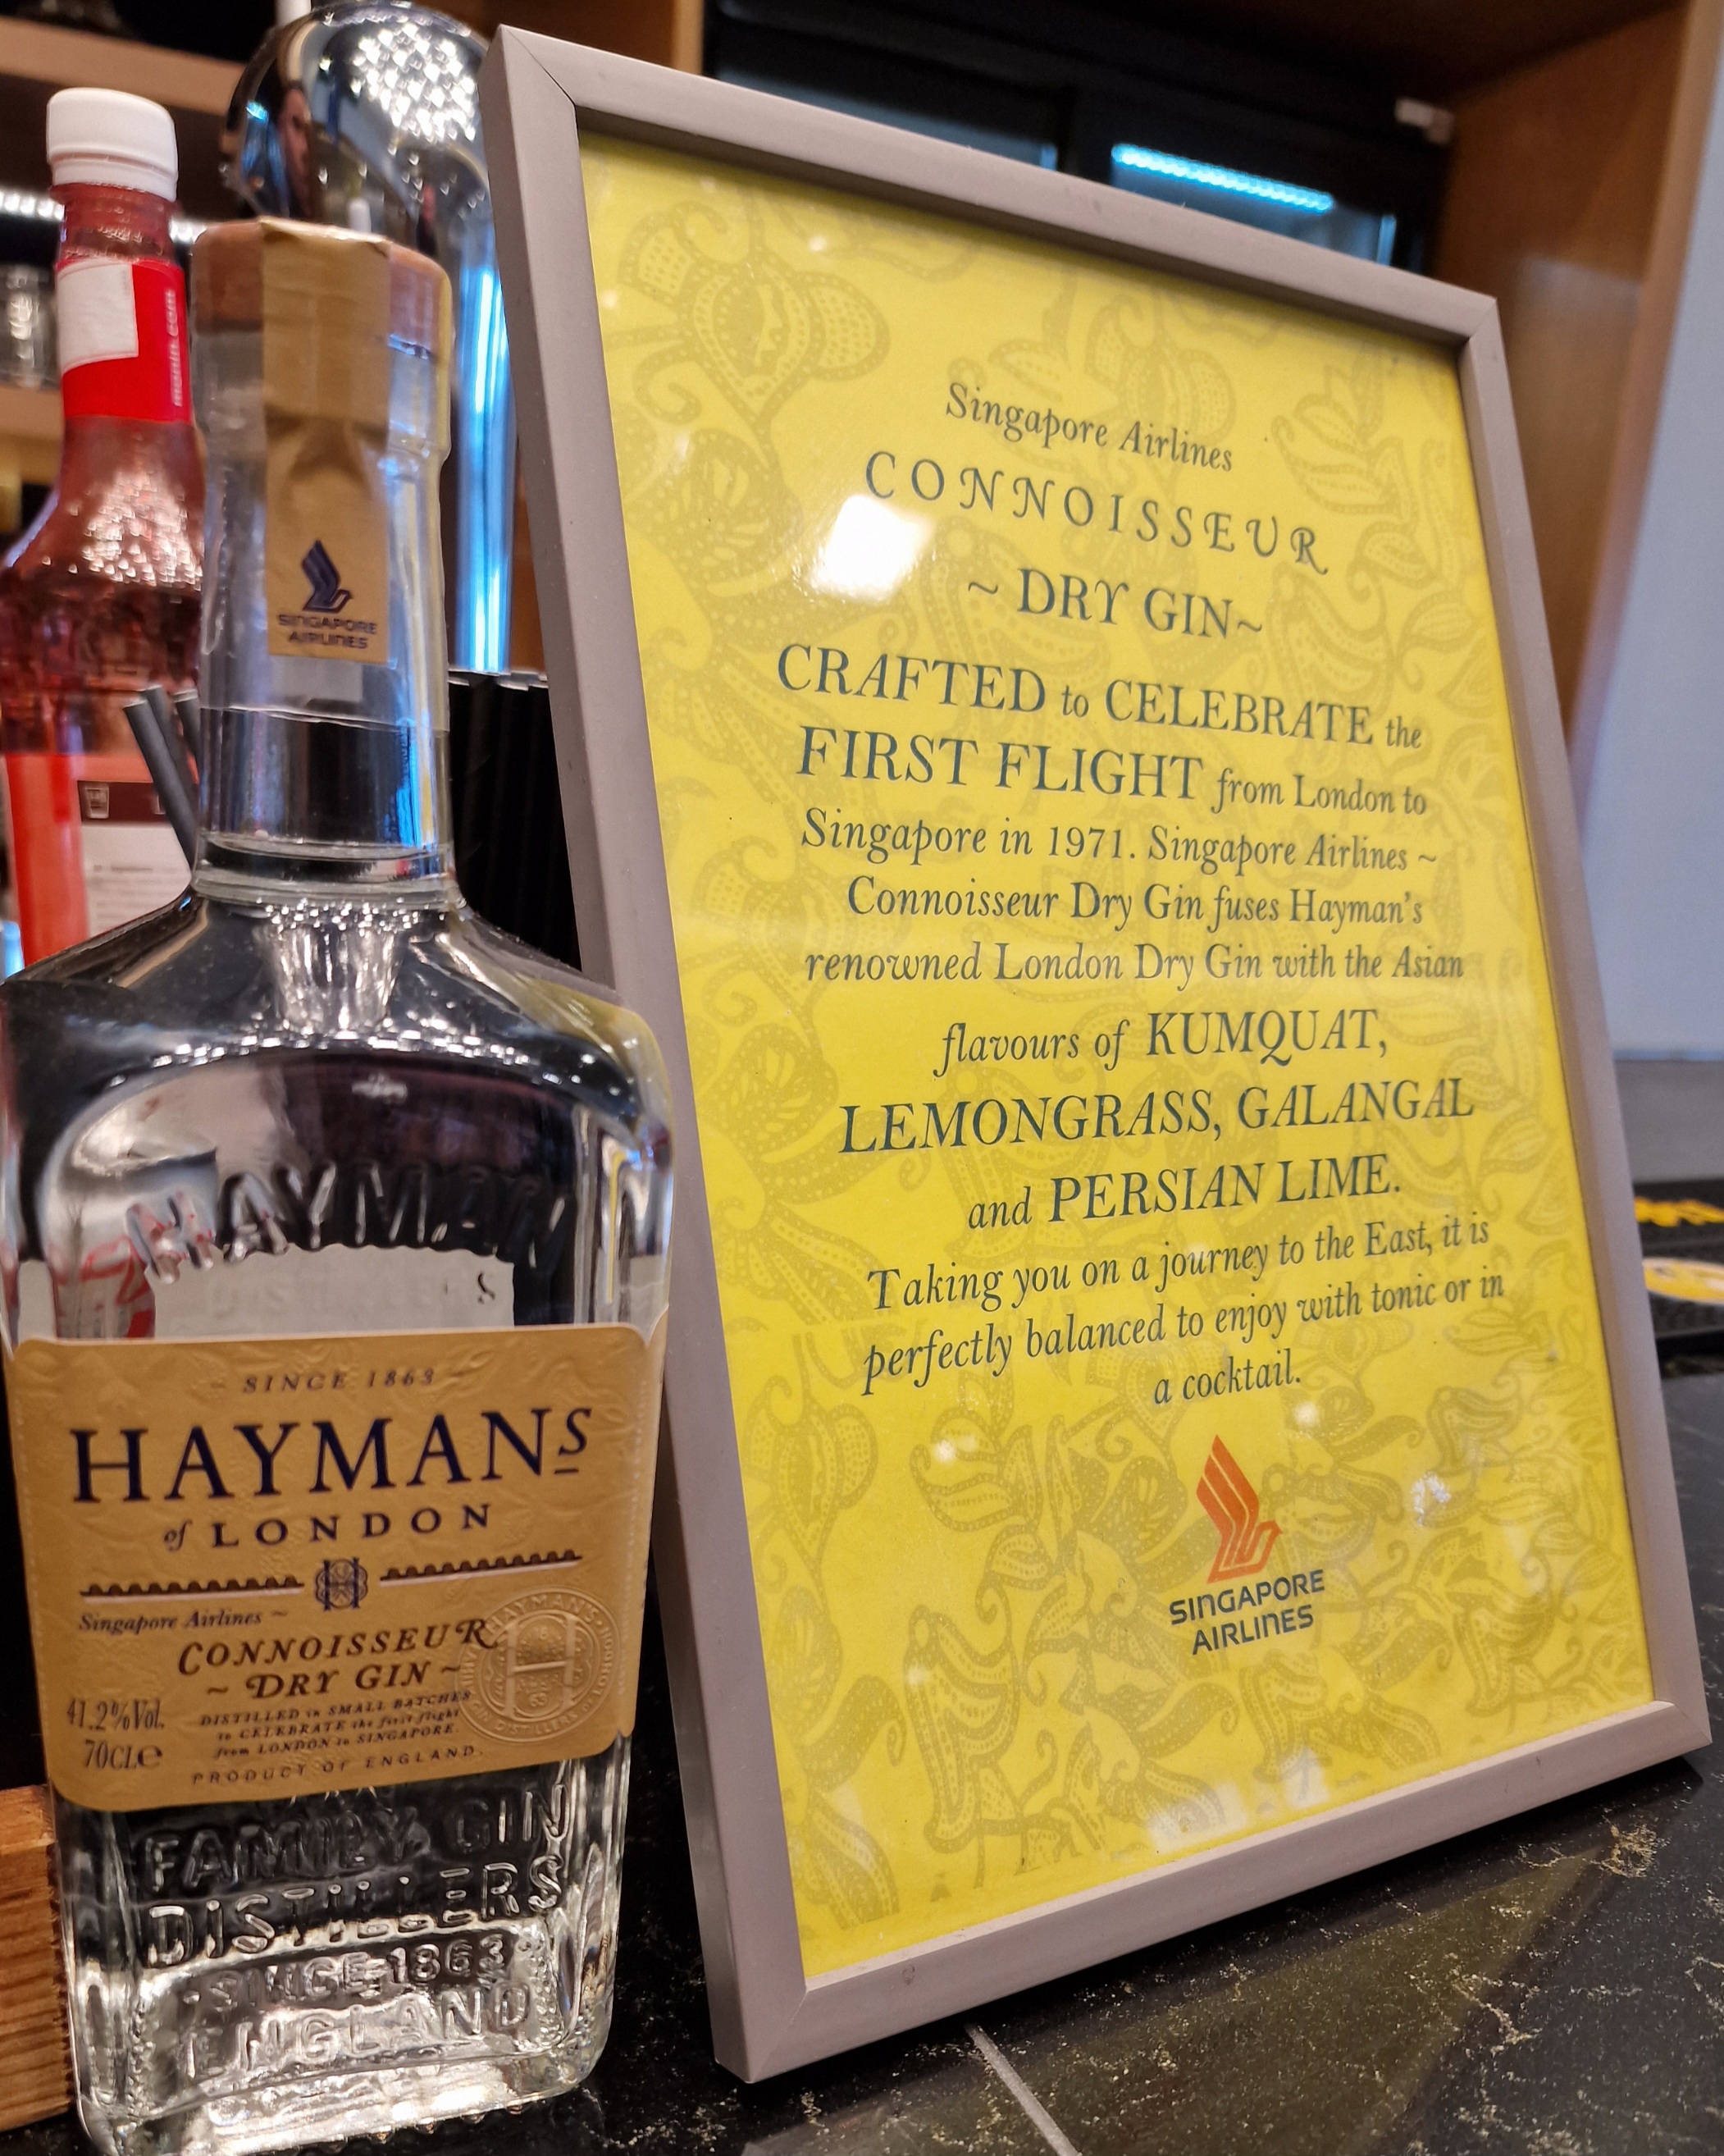 monin.com
SINGAPORE
AIRLINES
HAYMAN
S
SINCE 1863
HAYMANS
of LONDON
H
Singapore Airlines ~
CONNOISSEUR
~ DRY GIN ~
41.2%Vol.
70CLe
DISTILLED in SMALL BATCHES
to CELEBRATE the first flight
from LONDON to SINGAPORE.
PRODUCT OF ENGLAND.
H
FAMILY GIN
DISTILLERS
SINCE 1863
ENGLAND
Singapore Airlines
CONNOISSEUR
~ DRY GIN~
CRAFTED to CELEBRATE the
FIRST FLIGHT from London to
Singapore in 1971. Singapore Airlines ~
Connoisseur Dry Gin fuses Hayman's
renowned London Dry Gin with the Asian
flavours of KUMQUAT,
LEMONGRASS, GALANGAL
and PERSIAN LIME.
Taking you on a journey to the East, it is
perfectly balanced to enjoy with tonic or in
a cocktail.
SINGAPORE
AIRLINES